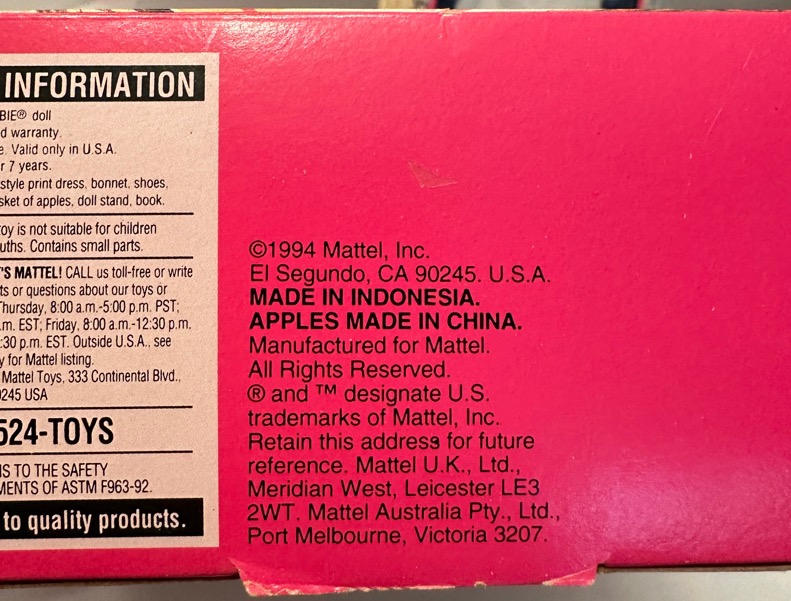 INFORMATION
BIE® doll
d warranty.
e. Valid only in U.S.A.
r 7 years.
style print dress, bonnet, shoes,
sket of apples, doll stand, book.
oy is not suitable for children
uths. Contains small parts.
'S MATTEL! CALL us toll-free or write
ts or questions about our toys or
Thursday, 8:00 a.m.-5:00 p.m. PST;
.m. EST; Friday, 8:00 a.m.-12:30 p.m.
:30 p.m. EST. Outside U.S.A., see
y for Mattel listing.
Mattel Toys, 333 Continental Blvd.,
0245 USA
524-TOYS
IS TO THE SAFETY
MENTS OF ASTM F963-92.
to quality products.
©1994 Mattel, Inc.
El Segundo, CA 90245. U.S.A.
MADE IN INDONESIA.
APPLES MADE IN CHINA.
Manufactured for Mattel.
All Rights Reserved.
® and ™ designate U.S.
trademarks of Mattel, Inc.
Retain this address for future
reference. Mattel U.K., Ltd.,
Meridian West, Leicester LE3
2WT. Mattel Australia Pty., Ltd.,
Port Melbourne, Victoria 3207.